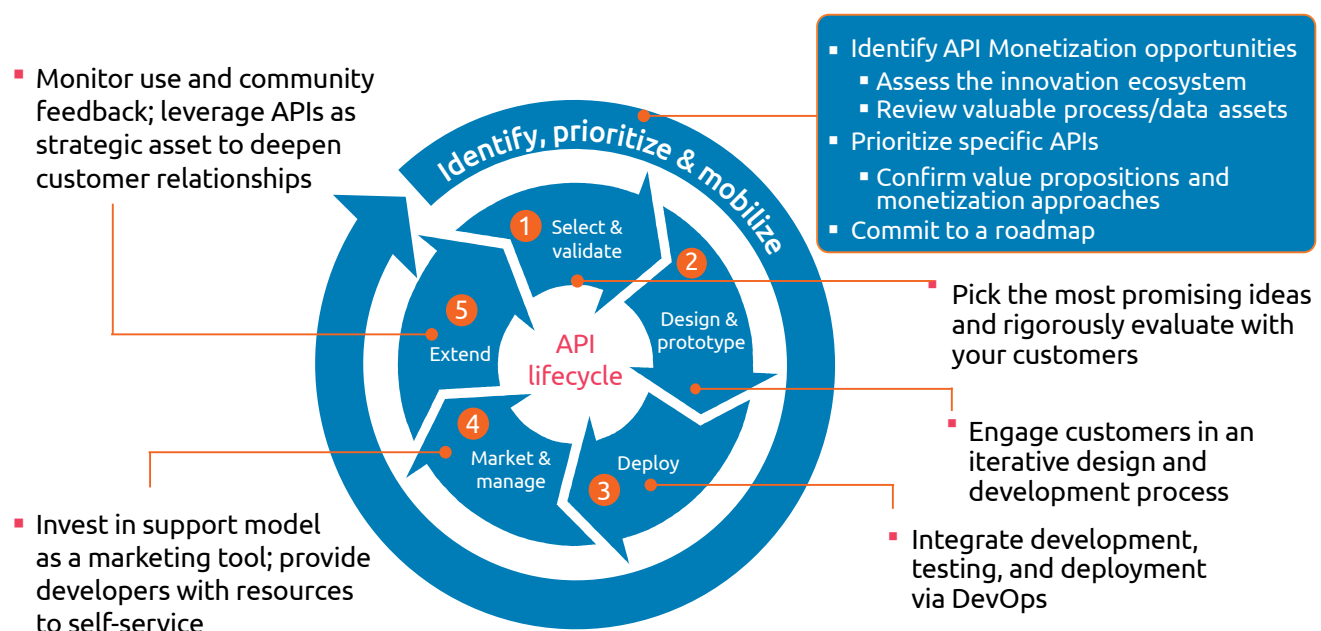 Identify API Monetization opportunities
Assess the innovation ecosystem
Review valuable process/data assets
Prioritize specific APIs
Confirm value propositions and
monetization approaches
Commit to a roadmap
Monitor use and community
feedback; leverage APIs as
strategic asset to deepen
customer relationships
Identify, prioritize & mobilize
1
Select &
validate
2
Design &
prototype
3
Deploy
4
Market &
manage
5
Extend
API
lifecycle
Pick the most promising ideas
and rigorously evaluate with
your customers
Engage customers in an
iterative design and
development process
Integrate development,
testing, and deployment
via DevOps
Invest in support model
as a marketing tool; provide
developers with resources
to self-service